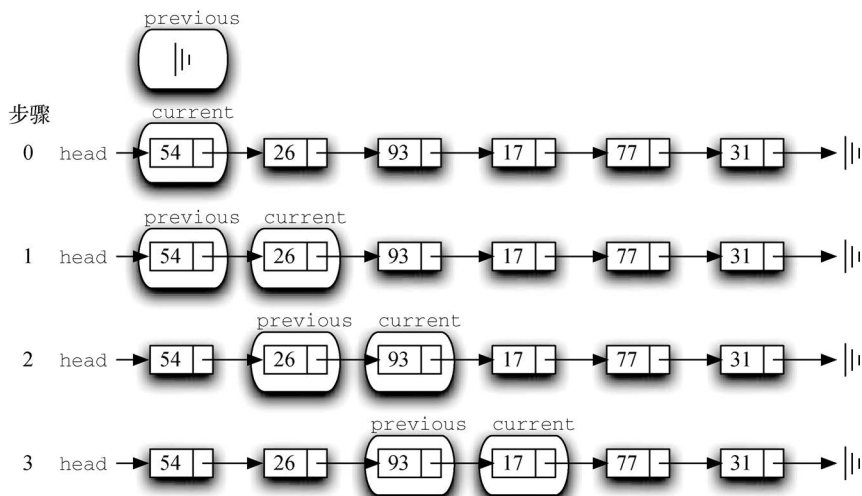 previous
步骤
current
0 head 54 26 93 17 77 31
previous current
1 head 54 26 93 17 77 31
previous current
2 head 54 26 93 17 77 31
previous current
3 head 54 26 93 17 77 31